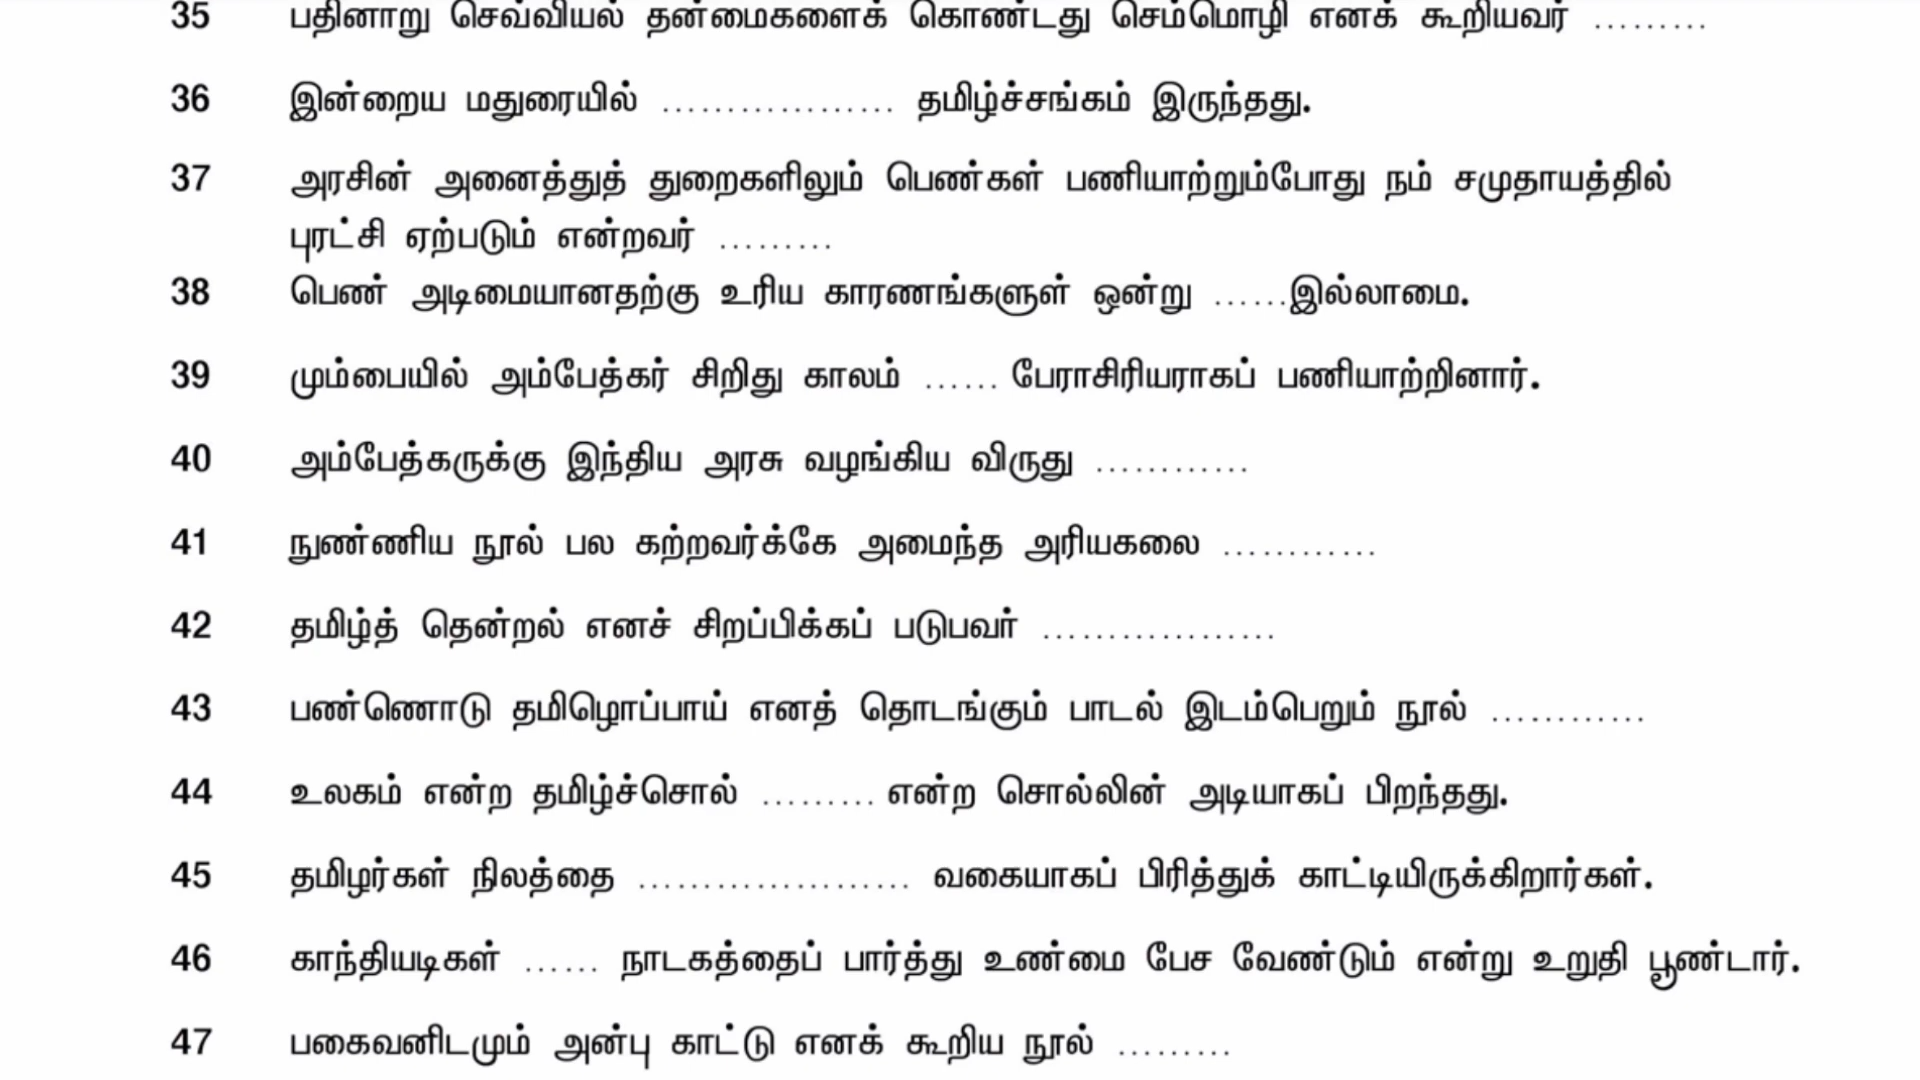 35 பதினாறு செவ்வியல் தன்மைகளைக் கொண்டது செம்மொழி எனக் கூறியவர் .........
36 இன்றைய மதுரையில் .................. தமிழ்ச்சங்கம் இருந்தது.
37 அரசின் அனைத்துத் துறைகளிலும் பெண்கள் பணியாற்றும்போது நம் சமுதாயத்தில்
புரட்சி ஏற்படும் என்றவர் .........
38 பெண் அடிமையானதற்கு உரிய காரணங்களுள் ஒன்று ......இல்லாமை.
39 மும்பையில் அம்பேத்கர் சிறிது காலம் ...... பேராசிரியராகப் பணியாற்றினார்.
40 அம்பேத்கருக்கு இந்திய அரசு வழங்கிய விருது ............
41 நுண்ணிய நூல் பல கற்றவர்க்கே அமைந்த அரியகலை ............
42 தமிழ்த் தென்றல் எனச் சிறப்பிக்கப் படுபவர் ..................
43 பண்ணொடு தமிழொப்பாய் எனத் தொடங்கும் பாடல் இடம்பெறும் நூல் ............
44 உலகம் என்ற தமிழ்ச்சொல் ......... என்ற சொல்லின் அடியாகப் பிறந்தது.
45 தமிழர்கள் நிலத்தை ..................... வகையாகப் பிரித்துக் காட்டியிருக்கிறார்கள்.
46 காந்தியடிகள் ...... நாடகத்தைப் பார்த்து உண்மை பேச வேண்டும் என்று உறுதி பூண்டார்.
47 பகைவனிடமும் அன்பு காட்டு எனக் கூறிய நூல் .........